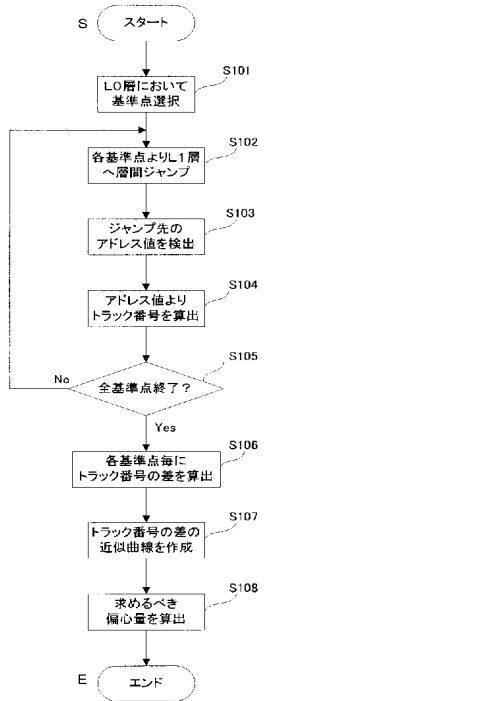 S スタート
S101
L0層において
基準点選択
S102
各基準点よりL1層
へ層間ジャンプ
S103
ジャンプ先の
アドレス値を検出
S104
アドレス値より
トラック番号を算出
S105
No
全基準点終了？
Yes
S106
各基準点毎に
トラック番号の差を算出
S107
トラック番号の差の
近似曲線を作成
S108
求めるべき
偏心量を算出
E エンド